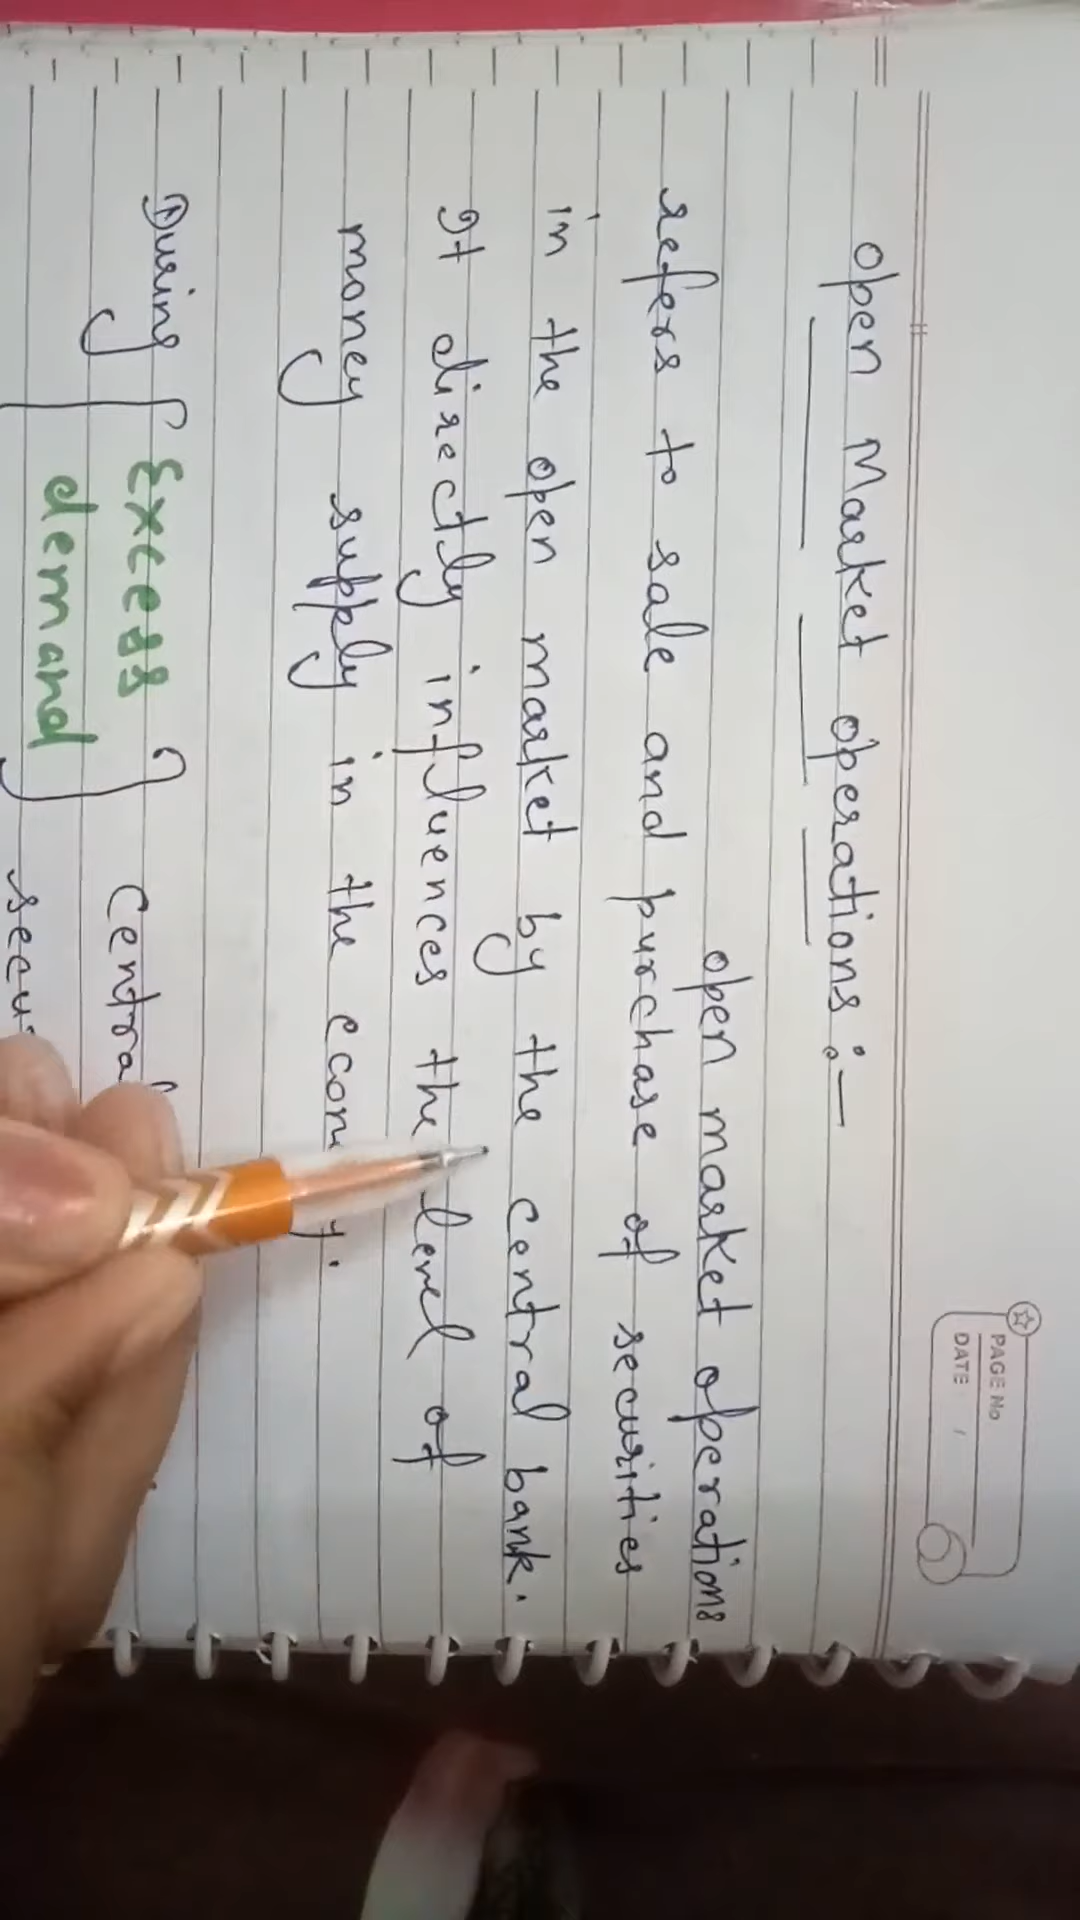 PAGE No
DATE /
open Market operations :-
open market operations
refers to sale and purchase of securities
in the open market by the central bank.
It directly influences the level of
money supply in the
During Excess central
demand